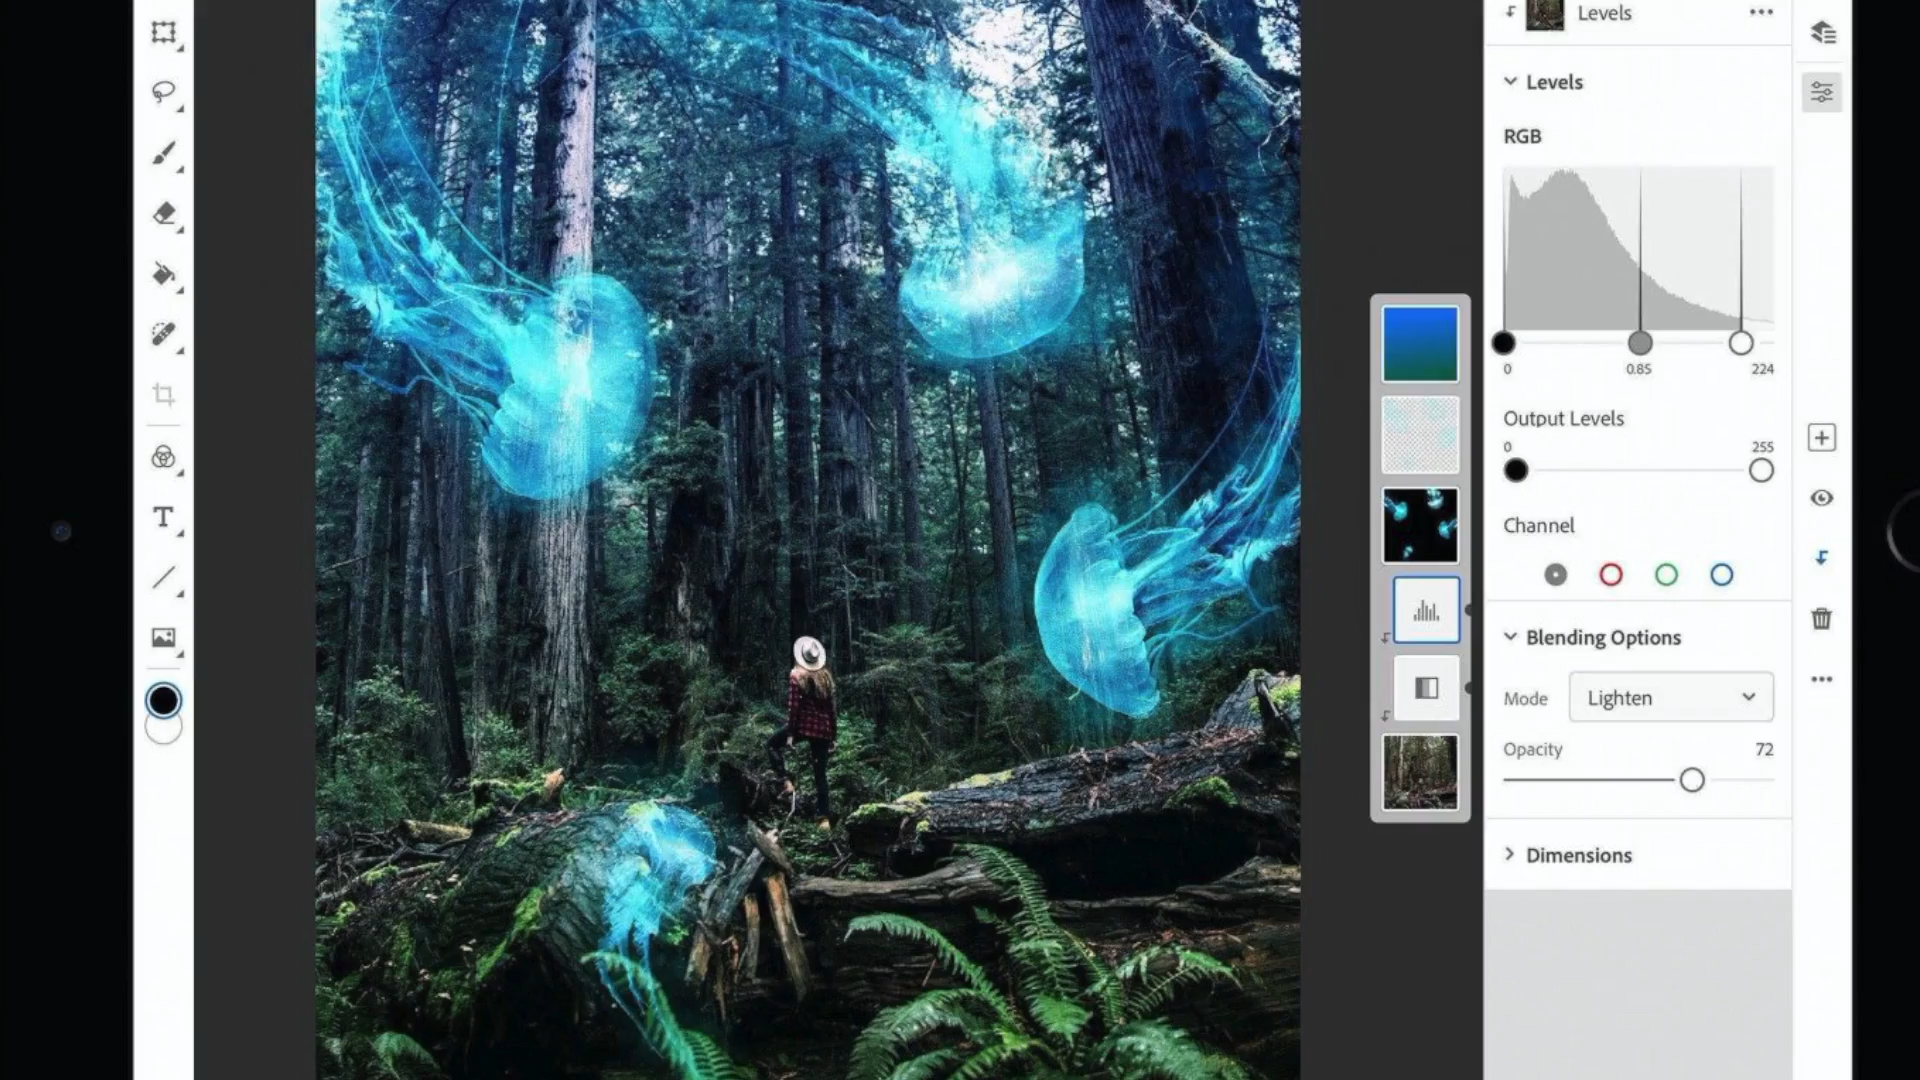 Levels
Levels
RGB
0 0.85 224
Output Levels
0 255
Channel
Blending Options
Mode Lighten
Opacity 72
Dimensions
T